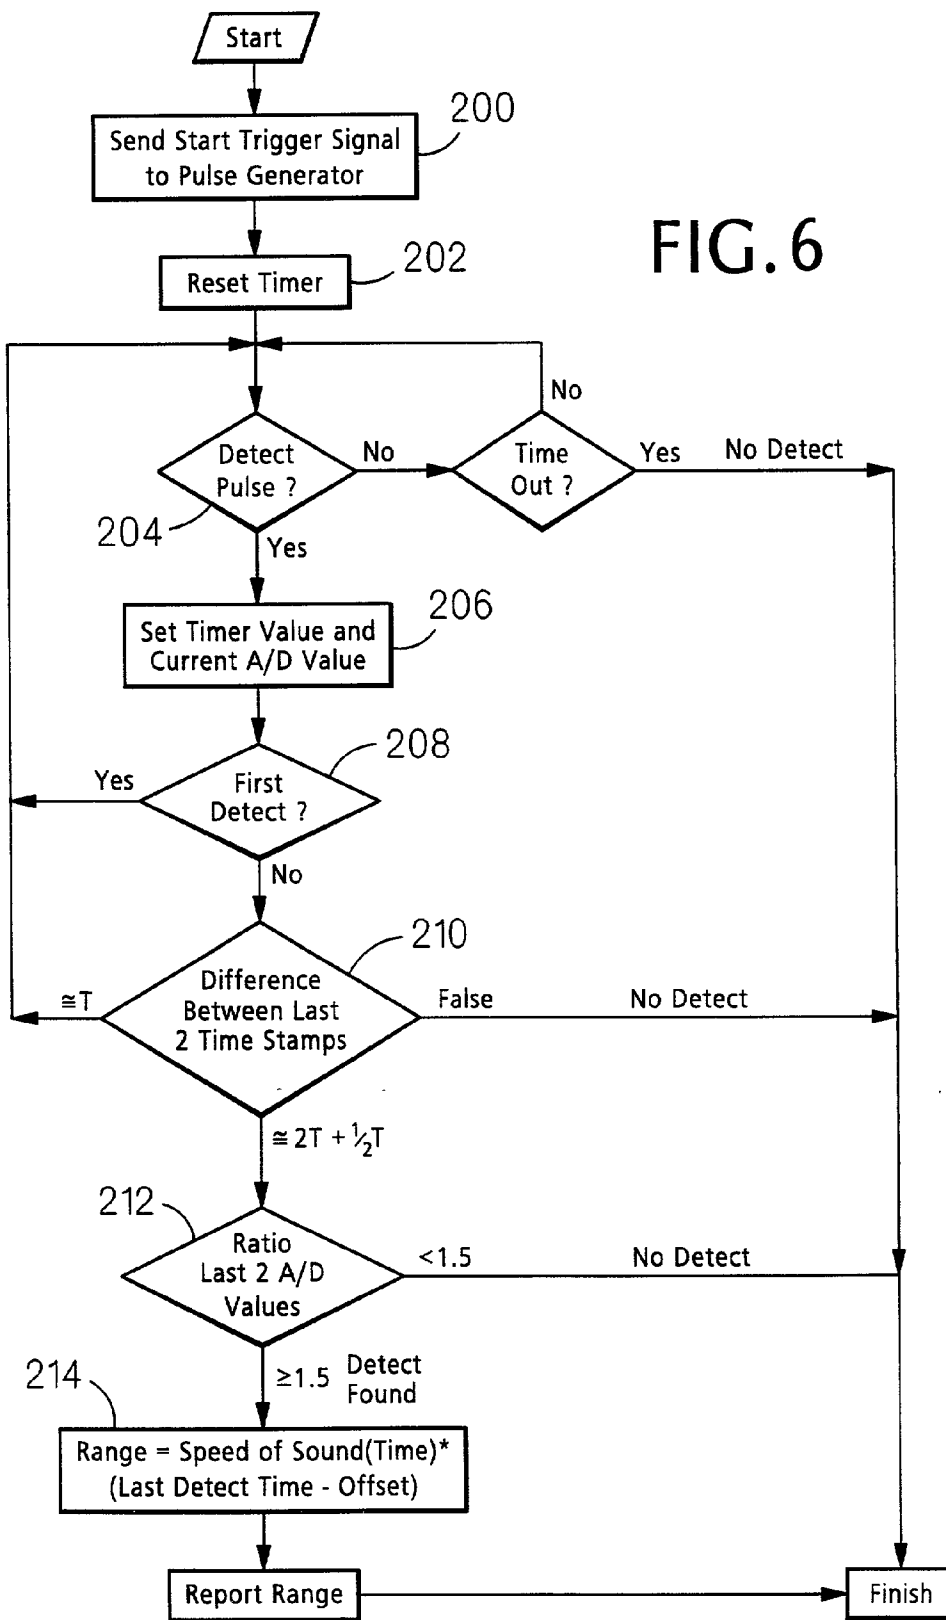 Start
200
Send Start Trigger Signal
to Pulse Generator
FIG. 6
202
Reset Timer
No
Detect
Pulse ?
No
Time
Out ?
Yes
No Detect
204
Yes
206
Set Timer Value and
Current A/D Value
208
Yes
First
Detect ?
No
210
Difference
Between Last
2 Time Stamps
≅T
False
No Detect
≅2T + ½T
212
Ratio
Last 2 A/D
Values
<1.5
No Detect
214
≥1.5
Detect
Found
Range = Speed of Sound(Time)*
(Last Detect Time - Offset)
Report Range
Finish